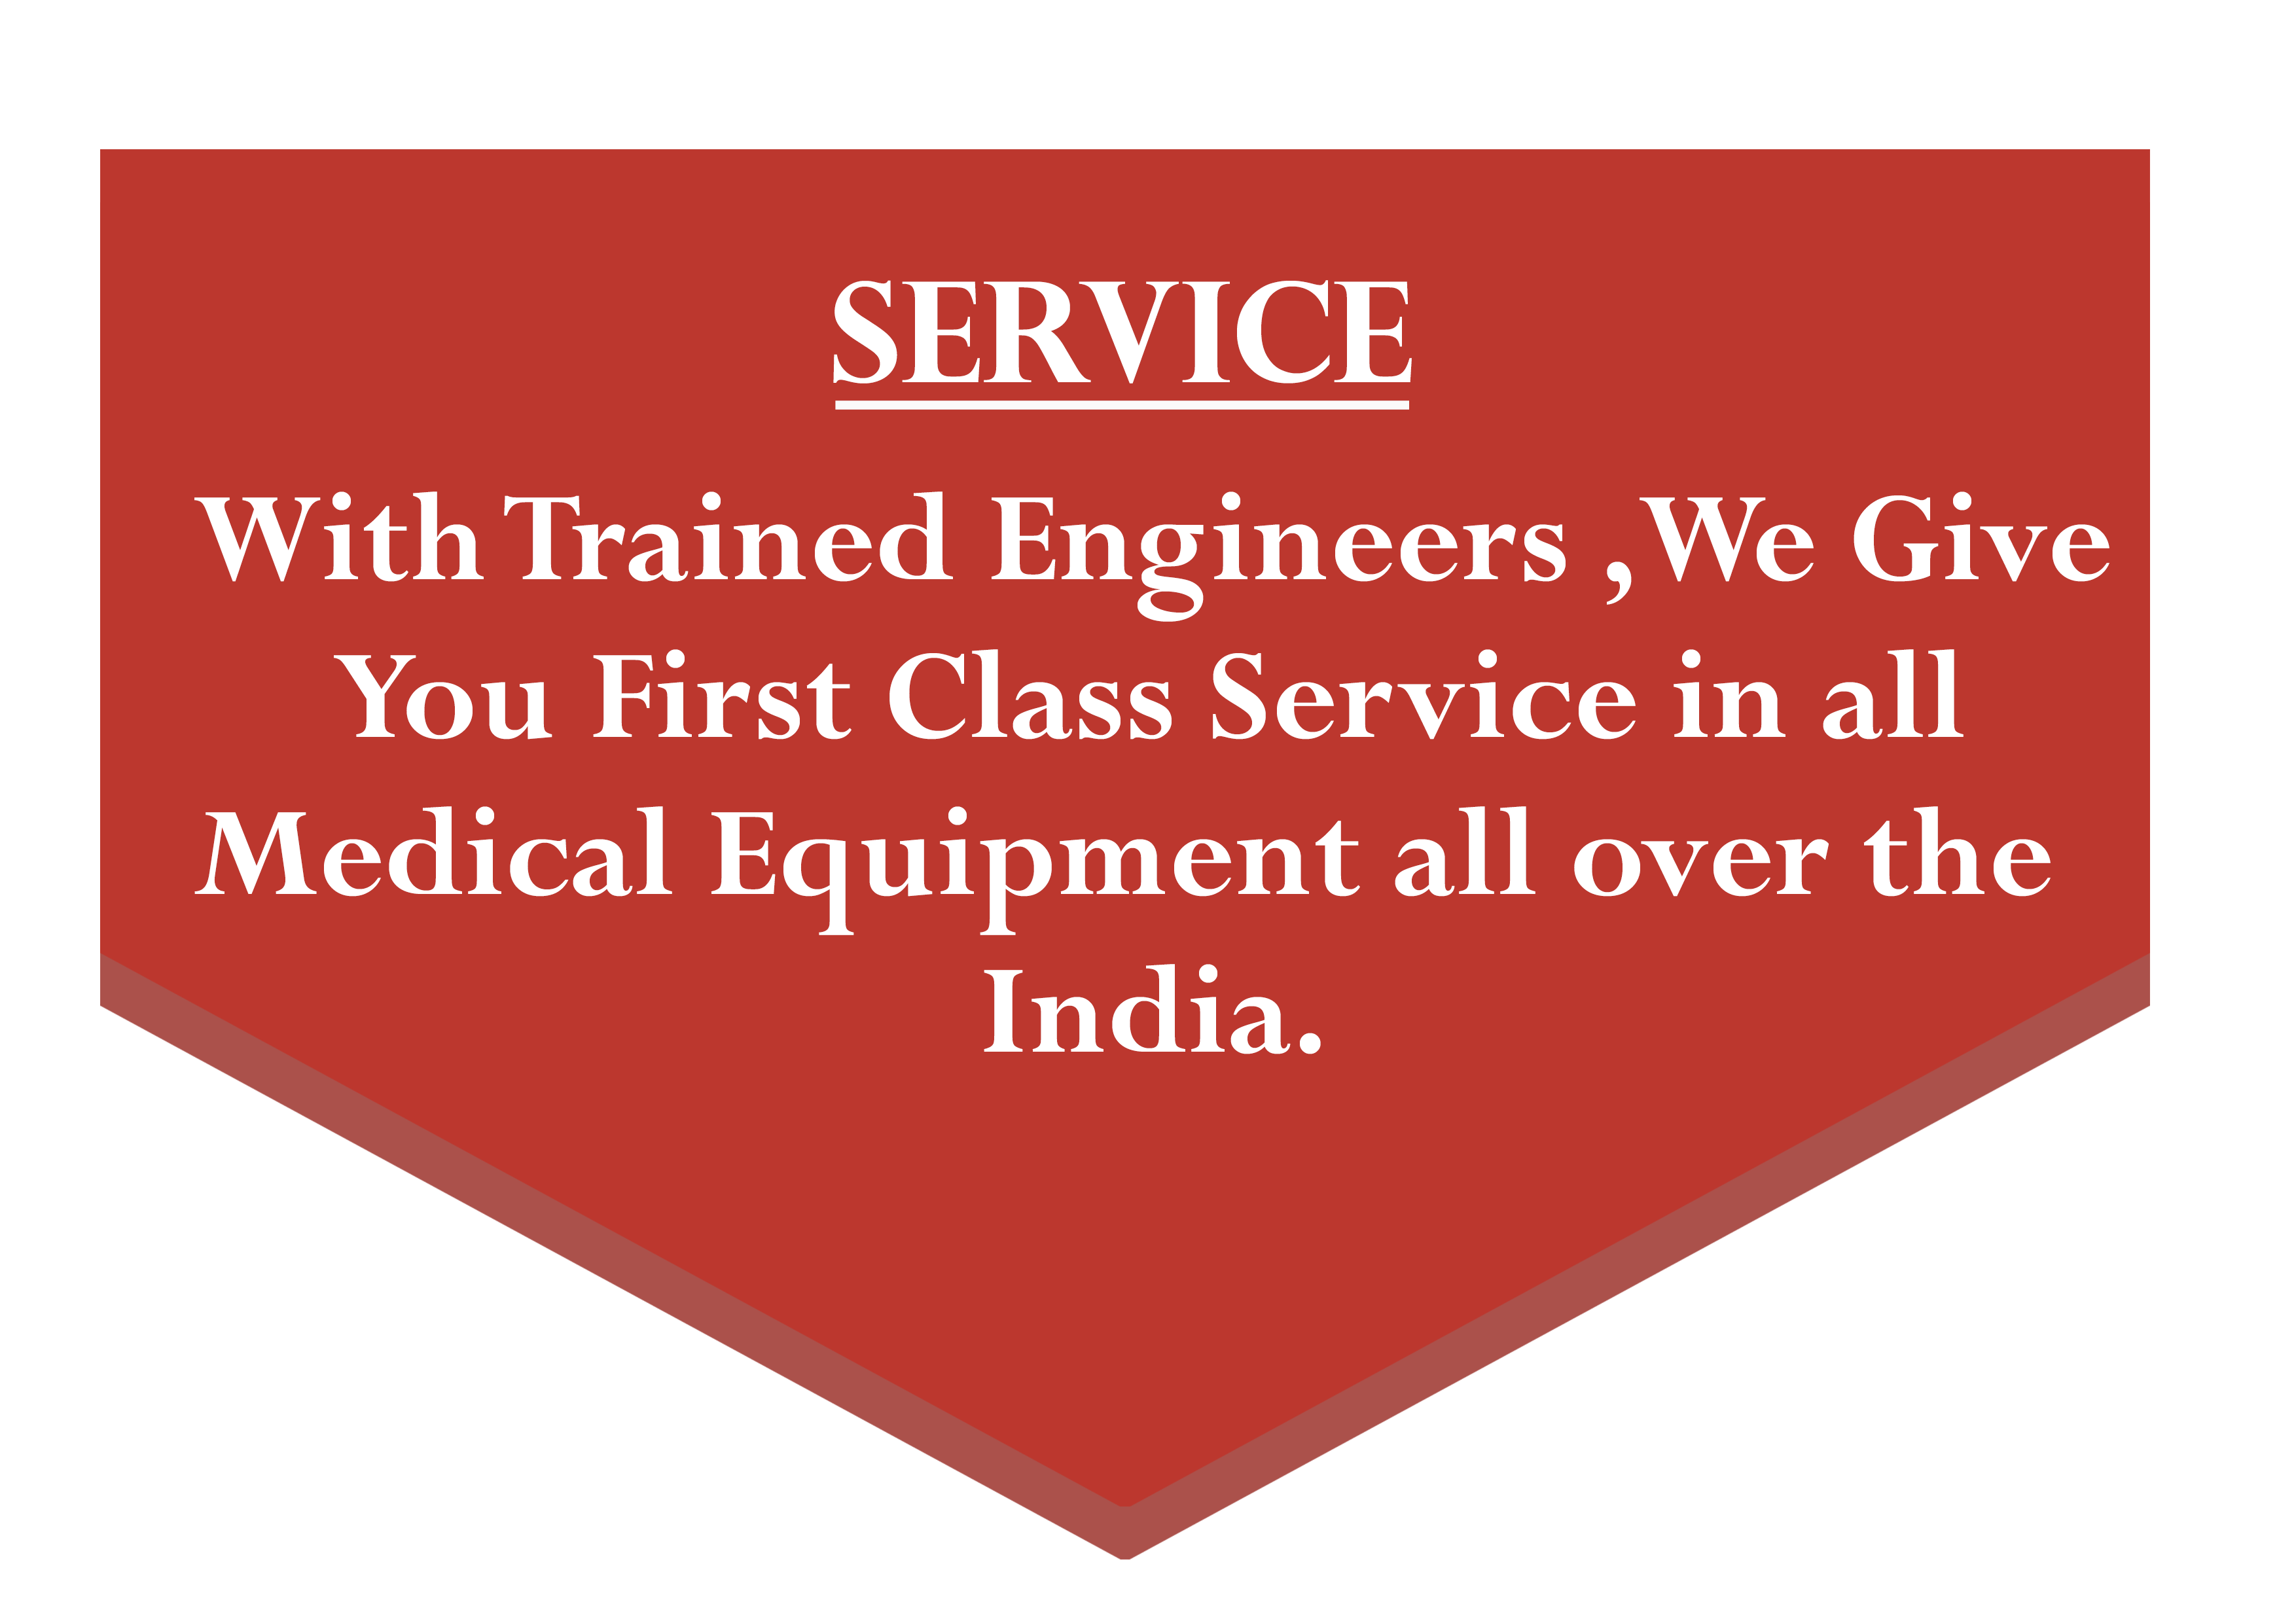 SERVICE
With Trained Engineers ,We Give
You First Class Service in all
Medical Equipment all over the
India.